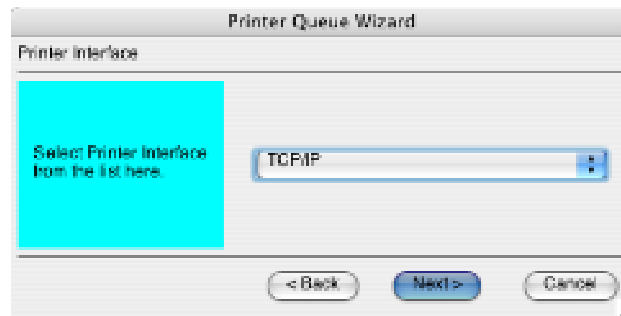 Printer Queue Wizard
Printer Interface
Select Printer Interface
from the list here.
TCP/IP
< Back
Next >
Cancel